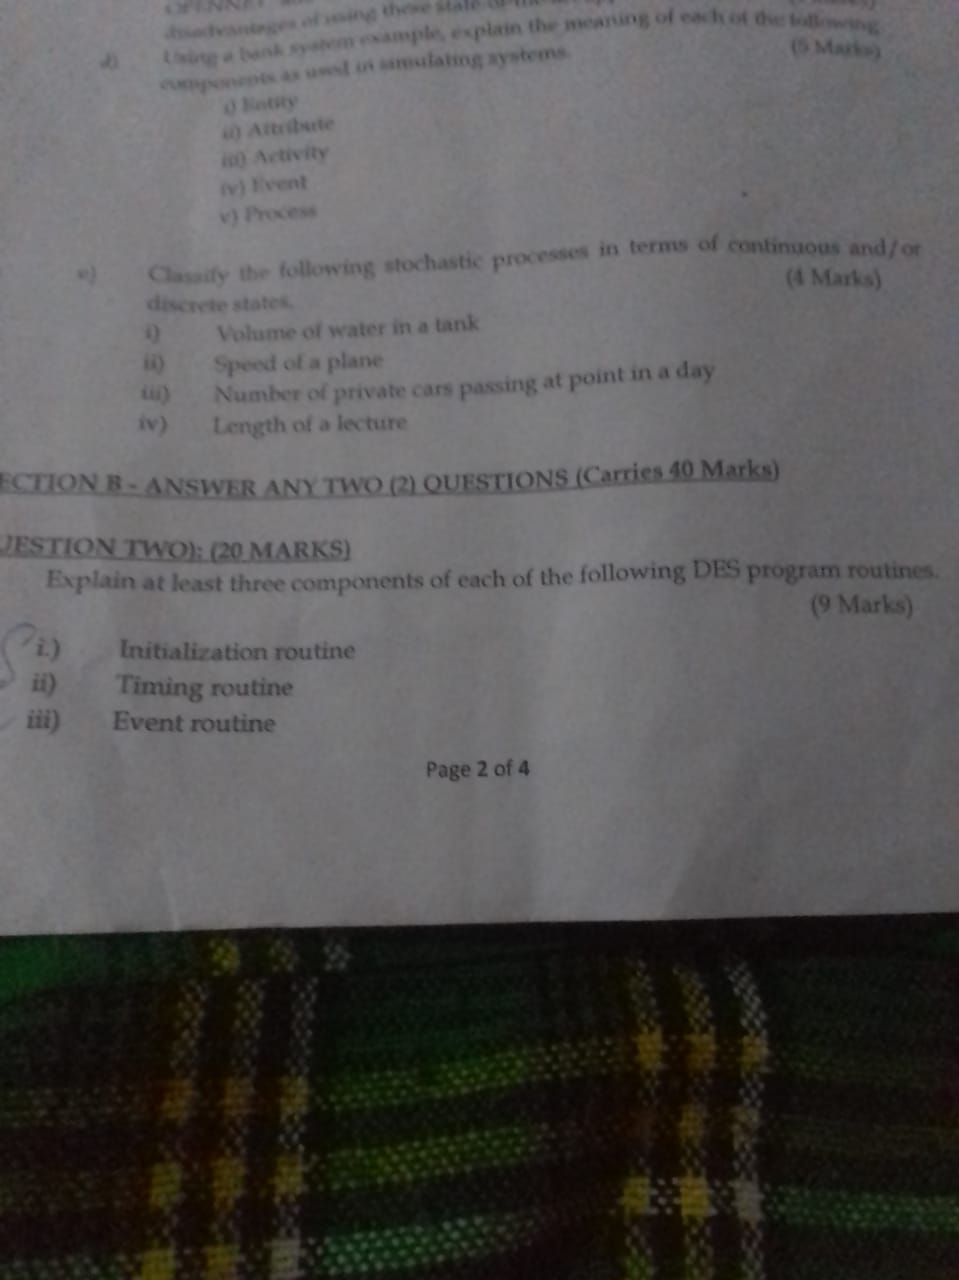 disadvantages of using these
d) Using a bank system example, explain the meaning of each of the following
components as used in simulating systems. (5 Marks)
i) Entity
ii) Attribute
iii) Activity
iv) Event
v) Process
e) Classify the following stochastic processes in terms of continuous and/or
discrete states. (4 Marks)
i) Volume of water in a tank
ii) Speed of a plane
iii) Number of private cars passing at point in a day
iv) Length of a lecture
ECTION B - ANSWER ANY TWO (2) QUESTIONS (Carries 40 Marks)
UESTION TWO): (20 MARKS)
Explain at least three components of each of the following DES program routines.
(9 Marks)
i.) Initialization routine
ii) Timing routine
iii) Event routine
Page 2 of 4